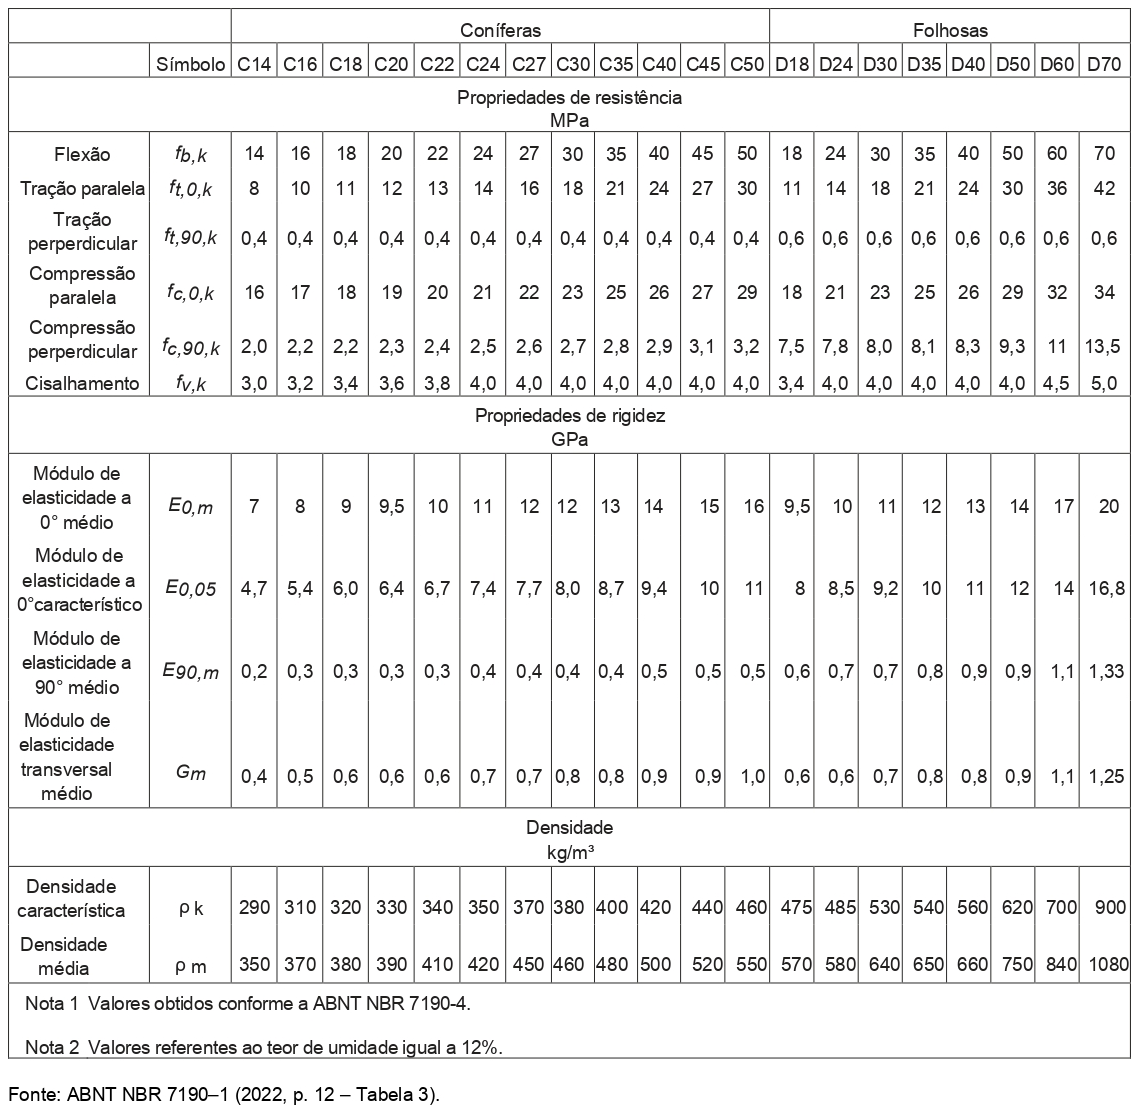 Coníferas Folhosas
Símbolo C14 C16 C18 C20 C22 C24 C27 C30 C35 C40 C45 C50 D18 D24 D30 D35 D40 D50 D60 D70
Propriedades de resistência
MPa
Flexão fb,k 14 16 18 20 22 24 27 30 35 40 45 50 18 24 30 35 40 50 60 70
Tração paralela ft,0,k 8 10 11 12 13 14 16 18 21 24 27 30 11 14 18 21 24 30 36 42
Tração
perperdicular ft,90,k 0,4 0,4 0,4 0,4 0,4 0,4 0,4 0,4 0,4 0,4 0,4 0,4 0,6 0,6 0,6 0,6 0,6 0,6 0,6 0,6
Compressão
paralela fc,0,k 16 17 18 19 20 21 22 23 25 26 27 29 18 21 23 25 26 29 32 34
Compressão
perperdicular fc,90,k 2,0 2,2 2,2 2,3 2,4 2,5 2,6 2,7 2,8 2,9 3,1 3,2 7,5 7,8 8,0 8,1 8,3 9,3 11 13,5
Cisalhamento fv,k 3,0 3,2 3,4 3,6 3,8 4,0 4,0 4,0 4,0 4,0 4,0 4,0 3,4 4,0 4,0 4,0 4,0 4,0 4,5 5,0
Propriedades de rigidez
GPa
Módulo de
elasticidade a
0° médio E0,m 7 8 9 9,5 10 11 12 12 13 14 15 16 9,5 10 11 12 13 14 17 20
Módulo de
elasticidade a
0°característico E0,05 4,7 5,4 6,0 6,4 6,7 7,4 7,7 8,0 8,7 9,4 10 11 8 8,5 9,2 10 11 12 14 16,8
Módulo de
elasticidade a
90° médio E90,m 0,2 0,3 0,3 0,3 0,3 0,4 0,4 0,4 0,4 0,5 0,5 0,5 0,6 0,7 0,7 0,8 0,9 0,9 1,1 1,33
Módulo de
elasticidade
transversal
médio Gm 0,4 0,5 0,6 0,6 0,6 0,7 0,7 0,8 0,8 0,9 0,9 1,0 0,6 0,6 0,7 0,8 0,8 0,9 1,1 1,25
Densidade
kg/m³
Densidade
característica ρ k 290 310 320 330 340 350 370 380 400 420 440 460 475 485 530 540 560 620 700 900
Densidade
média ρ m 350 370 380 390 410 420 450 460 480 500 520 550 570 580 640 650 660 750 840 1080
Nota 1 Valores obtidos conforme a ABNT NBR 7190-4.
Nota 2 Valores referentes ao teor de umidade igual a 12%.
Fonte: ABNT NBR 7190–1 (2022, p. 12 – Tabela 3).